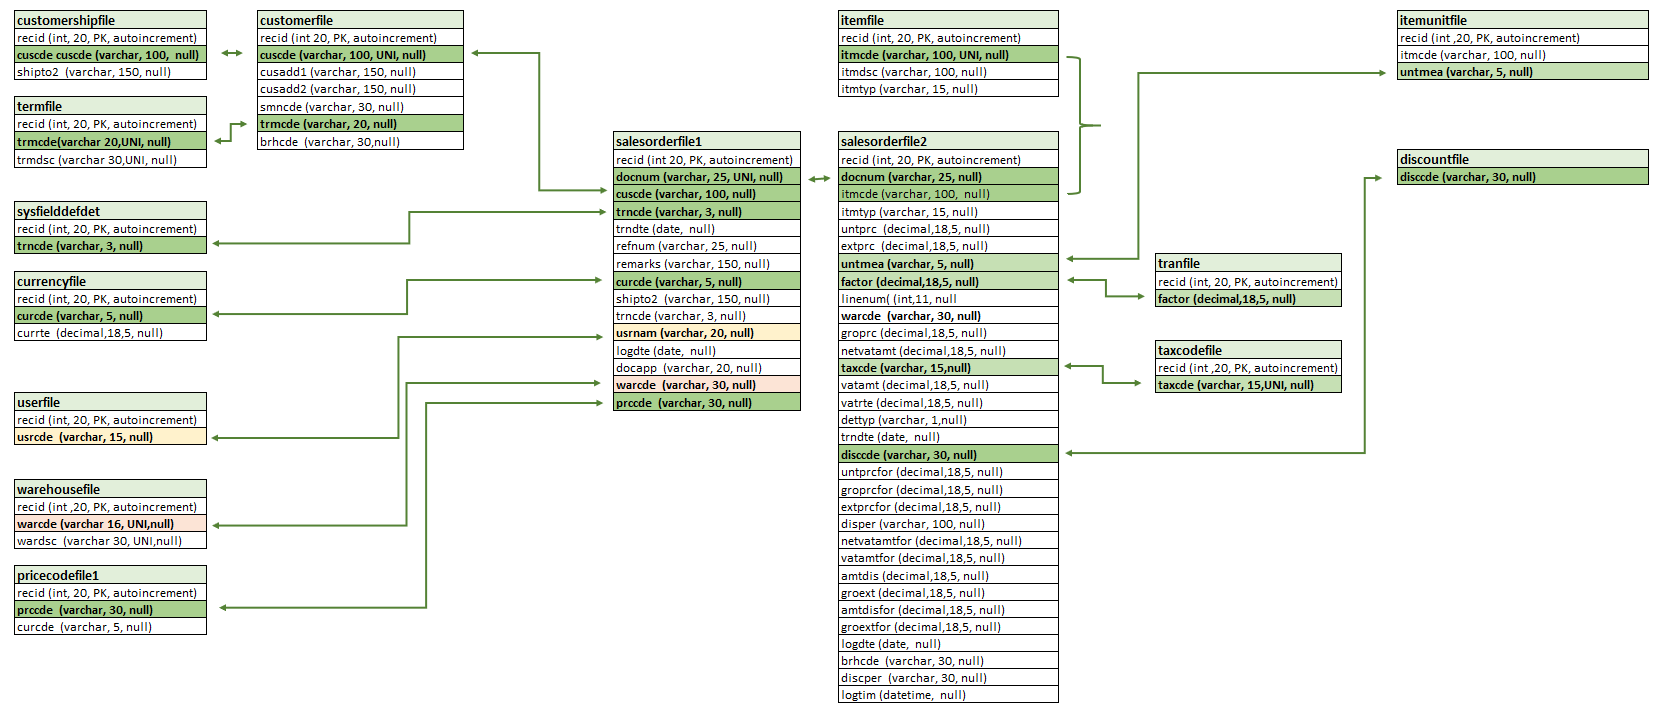 customershipfile
recid (int, 20, PK, autoincrement)
cuscde cuscde (varchar, 100,  null)
shipto2  (varchar, 150, null)
termfile
recid (int, 20, PK, autoincrement)
trmcde(varchar 20,UNI, null)
trmdsc (varchar 30,UNI, null)
sysfielddefdet
recid (int, 20, PK, autoincrement)
trncde (varchar, 3, null)
currencyfile
recid (int, 20, PK, autoincrement)
curcde (varchar, 5, null)
currte  (decimal,18,5, null)
userfile
recid (int, 20, PK, autoincrement)
usrcde  (varchar, 15, null)
warehousefile
recid (int ,20, PK, autoincrement)
warcde (varchar 16, UNI,null)
wardsc  (varchar 30, UNI,null)
pricecodefile1
recid (int, 20, PK, autoincrement)
prccde  (varchar, 30, null)
curcde  (varchar, 5, null)
customerfile
recid (int 20, PK, autoincrement)
cuscde (varchar, 100, UNI, null)
cusadd1 (varchar, 150, null)
cusadd2 (varchar, 150, null)
smncde (varchar, 30, null)
trmcde (varchar, 20, null)
brhcde  (varchar, 30,null)
salesorderfile1
recid (int 20, PK, autoincrement)
docnum (varchar, 25, UNI, null)
cuscde (varchar, 100, null)
trncde (varchar, 3, null)
trndte (date,  null)
refnum (varchar, 25, null)
remarks (varchar, 150, null)
curcde (varchar, 5, null)
shipto2  (varchar, 150, null)
trncde (varchar, 3, null)
usrnam (varchar, 20, null)
logdte (date,  null)
docapp  (varchar, 20, null)
warcde  (varchar, 30, null)
prccde  (varchar, 30, null)
itemfile
recid (int, 20, PK, autoincrement)
itmcde (varchar, 100, UNI, null)
itmdsc (varchar, 100, null)
itmtyp (varchar, 15, null)
salesorderfile2
recid (int, 20, PK, autoincrement)
docnum (varchar, 25, null)
itmcde (varchar, 100,  null)
itmtyp (varchar, 15, null)
untprc  (decimal,18,5, null)
extprc  (decimal,18,5, null)
untmea (varchar, 5, null)
factor (decimal,18,5, null)
linenum( (int,11, null
warcde (varchar, 30, null)
groprc (decimal,18,5, null)
netvatamt (decimal,18,5, null)
taxcde (varchar, 15,null)
vatamt (decimal,18,5, null)
vatrte (decimal,18,5, null)
dettyp (varchar, 1,null)
trndte (date,  null)
disccde (varchar, 30, null)
untprcfor (decimal,18,5, null)
groprcfor (decimal,18,5, null)
extprcfor (decimal,18,5, null)
disper (varchar, 100, null)
netvatamtfor (decimal,18,5, null)
vatamtfor (decimal,18,5, null)
amtdis (decimal,18,5, null)
groext (decimal,18,5, null)
amtdisfor (decimal,18,5, null)
groextfor (decimal,18,5, null)
logdte (date,  null)
brhcde  (varchar, 30, null)
discper  (varchar, 30, null)
logtim (datetime,  null)
tranfile
recid (int, 20, PK, autoincrement)
factor (decimal,18,5, null)
taxcodefile
recid (int ,20, PK, autoincrement)
taxcde (varchar, 15,UNI, null)
itemunitfile
recid (int ,20, PK, autoincrement)
itmcde (varchar, 100, null)
untmea (varchar, 5, null)
discountfile
disccde (varchar, 30, null)